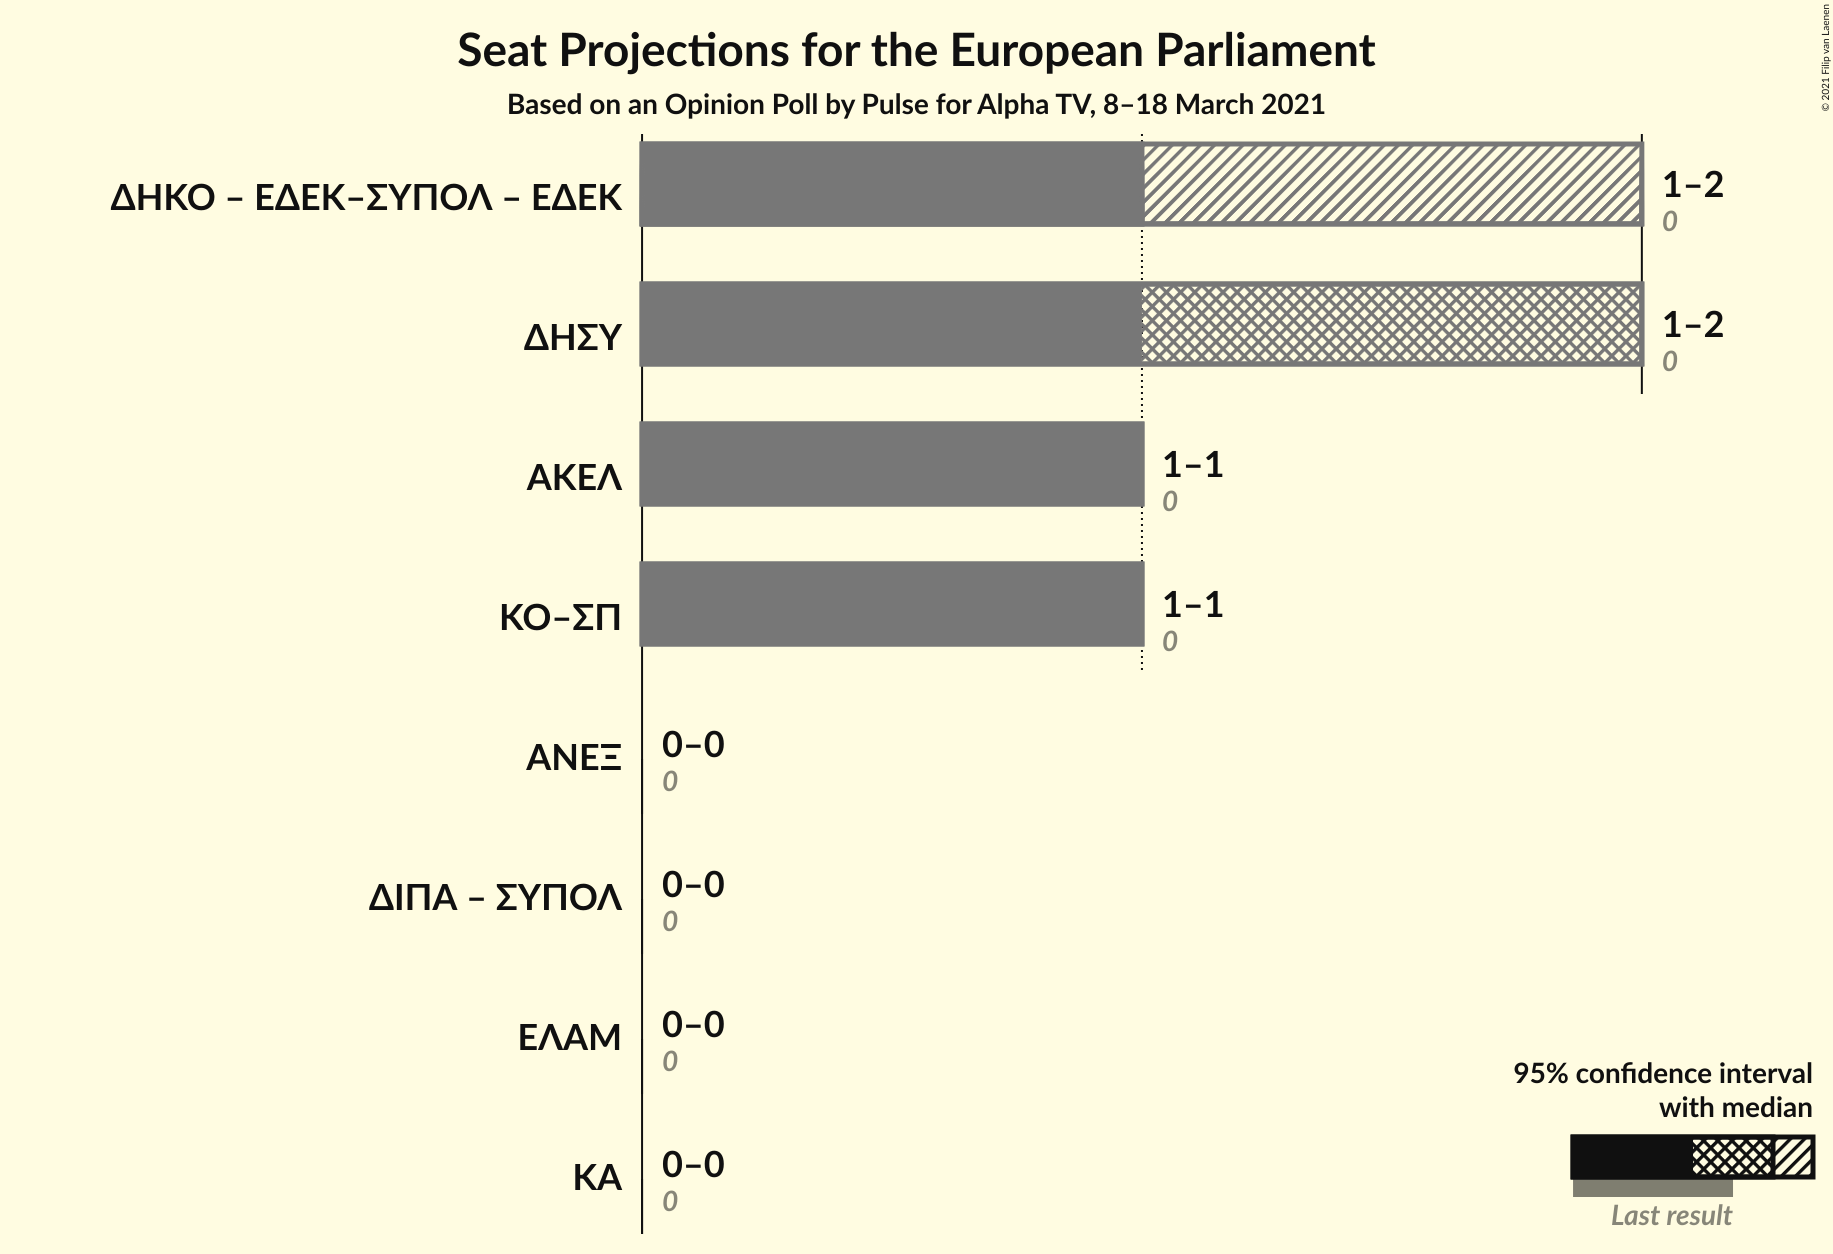 Seat Projections for the European Parliament
Based on an Opinion Poll by Pulse for Alpha TV, 8–18 March 2021
© 2021 Filip van Laenen
ΔΗΚΟ – ΕΔΕΚ–ΣΥΠΟΛ – ΕΔΕΚ
1–2
0
ΔΗΣΥ
1–2
0
ΑΚΕΛ
1–1
0
ΚΟ–ΣΠ
1–1
0
ΑΝΕΞ
0–0
0
ΔΙΠΑ – ΣΥΠΟΛ
0–0
0
ΕΛΑΜ
0–0
0
ΚΑ
0–0
0
95% confidence interval
with median
Last result